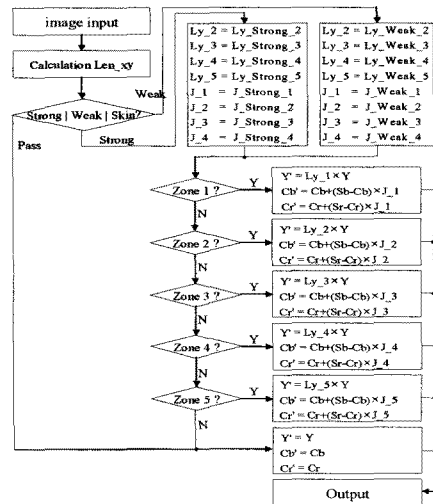 image input
Calculation Len_xy
Strong | Weak | Skin?
Weak
Strong
Pass
Ly_2 = Ly_Strong_2
Ly_3 = Ly_Strong_3
Ly_4 = Ly_Strong_4
Ly_5 = Ly_Strong_5
J_1 = J_Strong_1
J_2 = J_Strong_2
J_3 = J_Strong_3
J_4 = J_Strong_4
Ly_2 = Ly_Weak_2
Ly_3 = Ly_Weak_3
Ly_4 = Ly_Weak_4
Ly_5 = Ly_Weak_5
J_1 = J_Weak_1
J_2 = J_Weak_2
J_3 = J_Weak_3
J_4 = J_Weak_4
Zone 1 ?
Y
N
Y' = Ly_1×Y
Cb' = Cb+(Sb-Cb)×J_1
Cr' = Cr+(Sr-Cr)×J_1
Zone 2 ?
Y
N
Y' = Ly_2×Y
Cb' = Cb+(Sb-Cb)×J_2
Cr' = Cr+(Sr-Cr)×J_2
Zone 3 ?
Y
N
Y' = Ly_3×Y
Cb' = Cb+(Sb-Cb)×J_3
Cr' = Cr+(Sr-Cr)×J_3
Zone 4 ?
Y
N
Y' = Ly_4×Y
Cb' = Cb+(Sb-Cb)×J_4
Cr' = Cr+(Sr-Cr)×J_4
Zone 5 ?
Y
N
Y' = Ly_5×Y
Cb' = Cb+(Sb-Cb)×J_5
Cr' = Cr+(Sr-Cr)×J_5
Y' = Y
Cb' = Cb
Cr' = Cr
Output